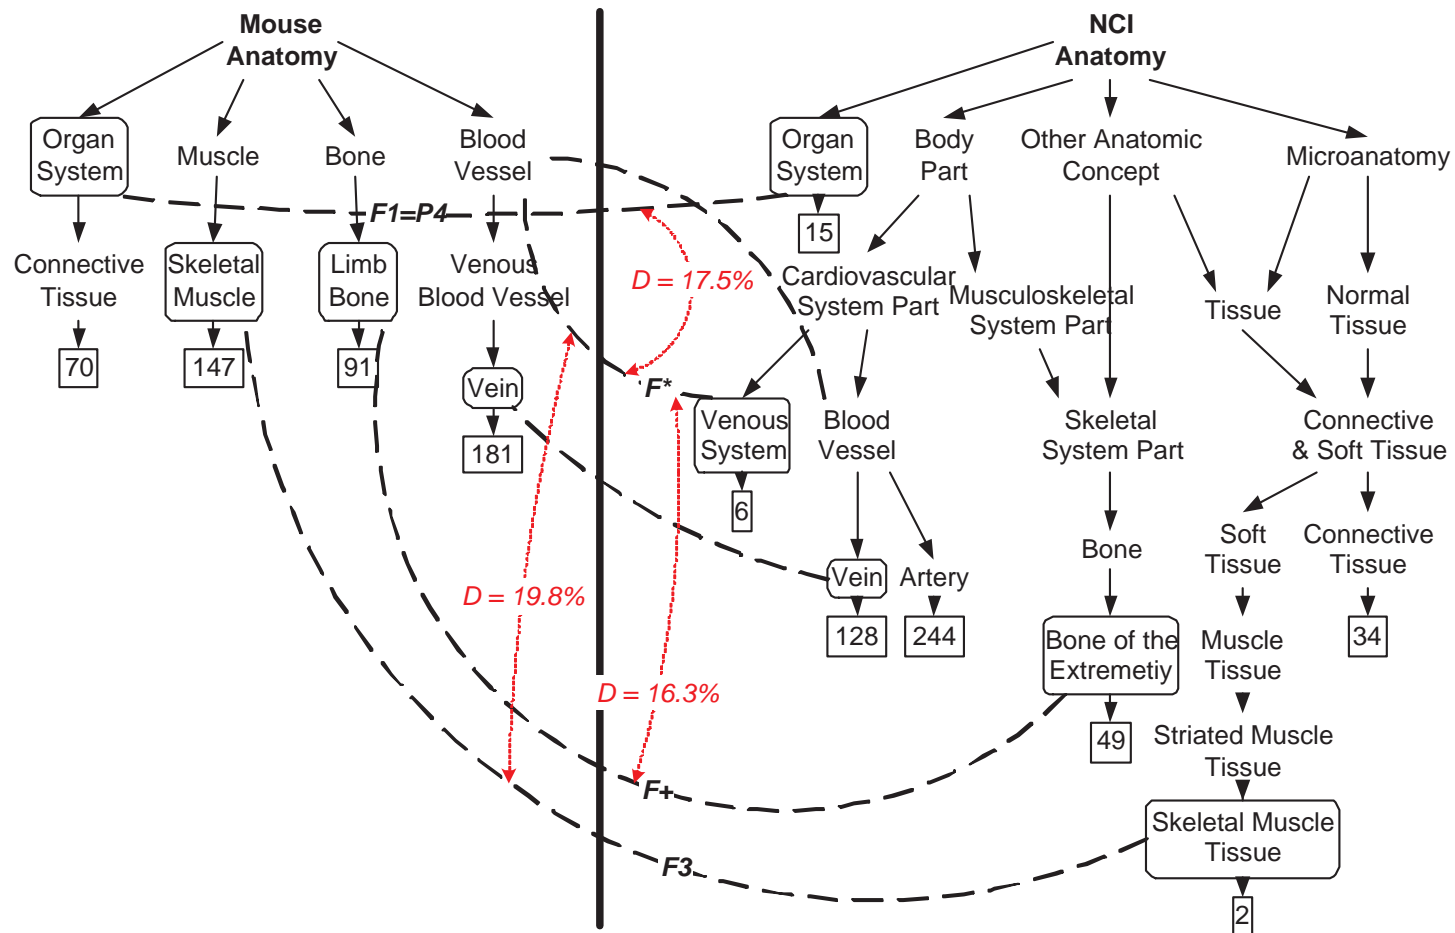 Mouse
Anatomy
NCI
Anatomy
Organ
System
Muscle
Bone
Blood
Vessel
Organ
System
Body
Part
Other Anatomic
Concept
Microanatomy
F1=P4
15
Connective
Tissue
Skeletal
Muscle
Limb
Bone
Venous
Blood Vessel
D = 17.5%
Cardiovascular
System Part
Musculoskeletal
System Part
Tissue
Normal
Tissue
70
147
91
Vein
181
F*
Venous
System
6
Blood
Vessel
Skeletal
System Part
Connective
& Soft Tissue
Vein
128
Artery
244
Bone
Soft
Tissue
Connective
Tissue
34
D = 19.8%
D = 16.3%
Bone of the
Extremetiy
49
Muscle
Tissue
Striated Muscle
Tissue
F+
Skeletal Muscle
Tissue
F3
2